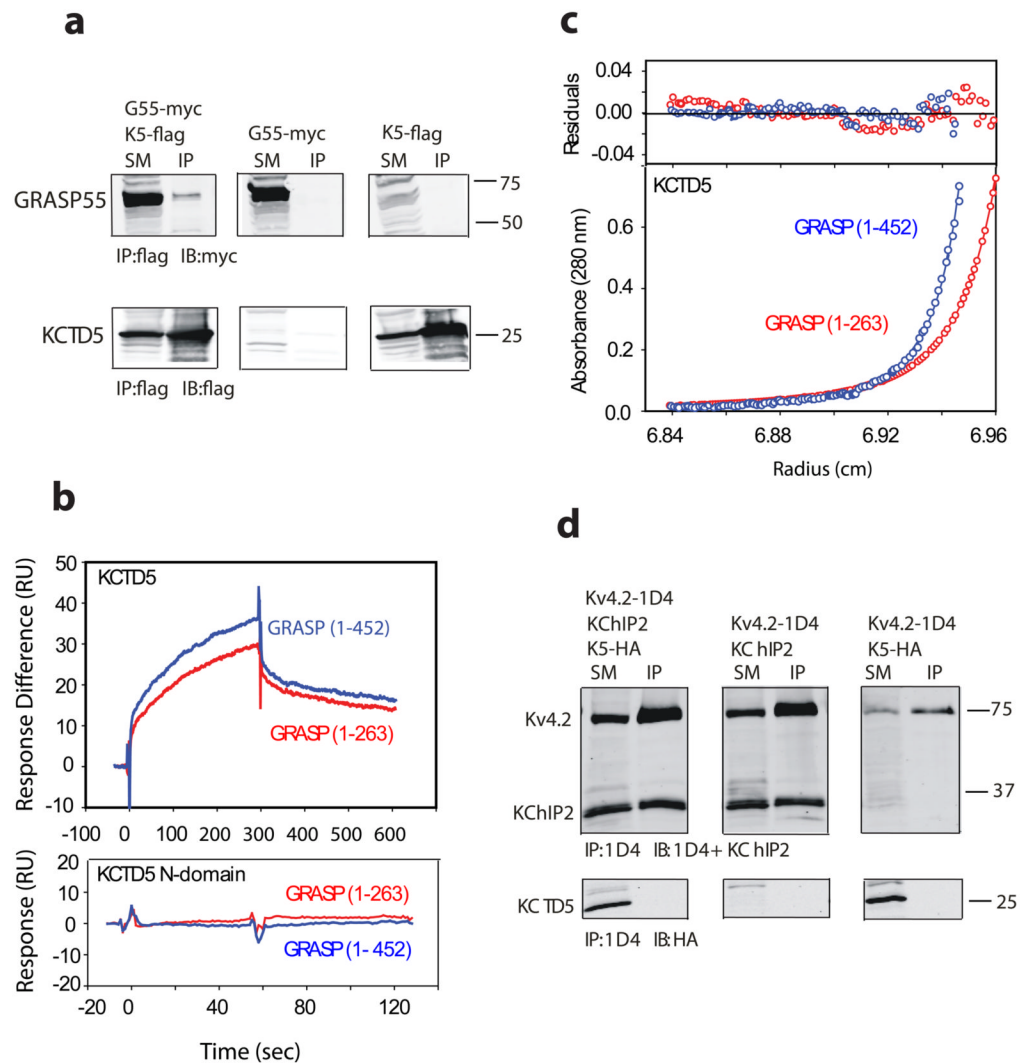 a
G55-myc
K5-flag
SM IP
G55-myc
SM IP
K5-flag
SM IP
GRASP55
75
50
IP:flag IB:myc
KCTD5
25
IP:flag IB:flag
b
Response Difference (RU)
50
40
30
20
10
0
-10
KCTD5
GRASP (1-452)
GRASP (1-263)
-100 0 100 200 300 400 500 600
Response (RU)
20
10
0
-10
-20
KCTD5 N-domain
GRASP (1-263)
GRASP (1- 452)
-20 0 20 40 60 80 100 120
Time (sec)
c
Residuals
0.04
0.00
-0.04
Absorbance (280 nm)
0.6
0.4
0.2
0.0
KCTD5
GRASP (1-452)
GRASP (1-263)
6.84 6.88 6.92 6.96
Radius (cm)
d
Kv4.2-1D4
KChIP2
K5-HA
SM IP
Kv4.2-1D4
KC hIP2
SM IP
Kv4.2-1D4
K5-HA
SM IP
Kv4.2
75
37
KChIP2
IP:1D4 IB:1D4+ KC hIP2
KC TD5
25
IP:1D4 IB:HA